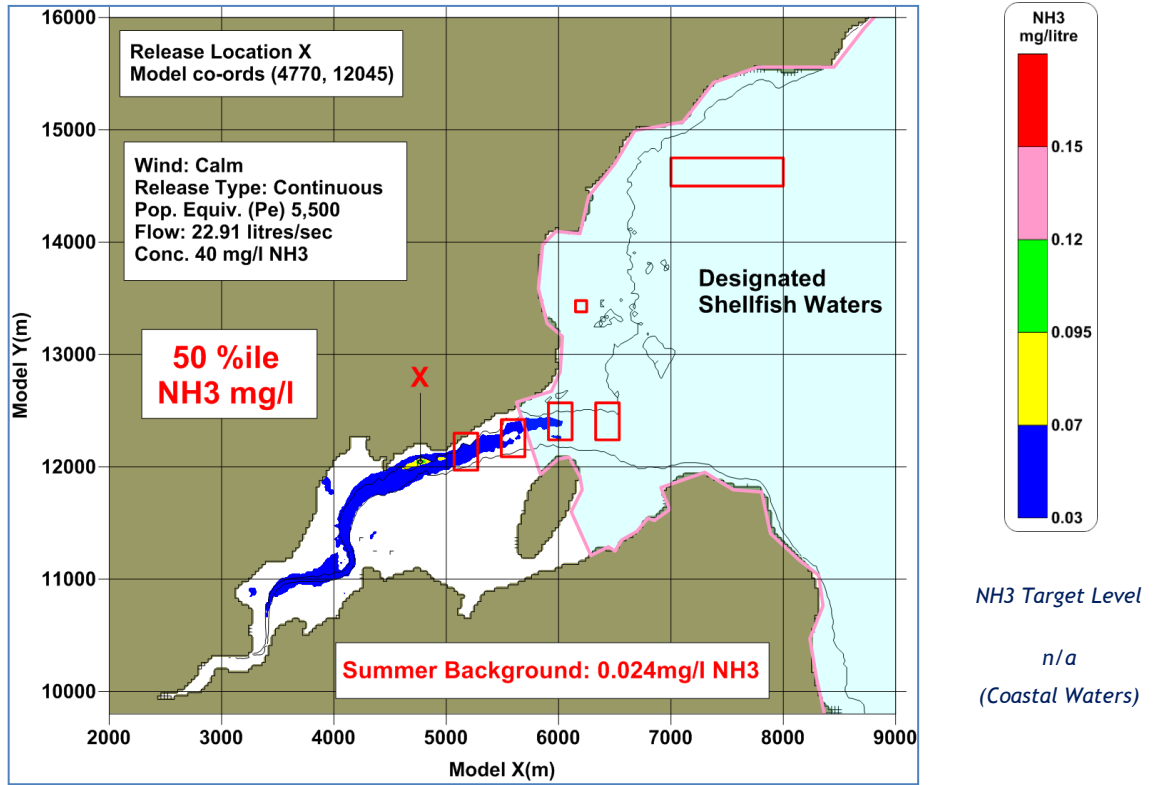 Release Location X
Model co-ords (4770, 12045)
Wind: Calm
Release Type: Continuous
Pop. Equiv. (Pe) 5,500
Flow: 22.91 litres/sec
Conc. 40 mg/l NH3
50 %ile
NH3 mg/l
X
Designated
Shellfish Waters
Summer Background: 0.024mg/l NH3
Model Y(m)
16000
15000
14000
13000
12000
11000
10000
2000 3000 4000 5000 6000 7000 8000 9000
Model X(m)
NH3
mg/litre
0.15
0.12
0.095
0.07
0.03
NH3 Target Level
n/a
(Coastal Waters)